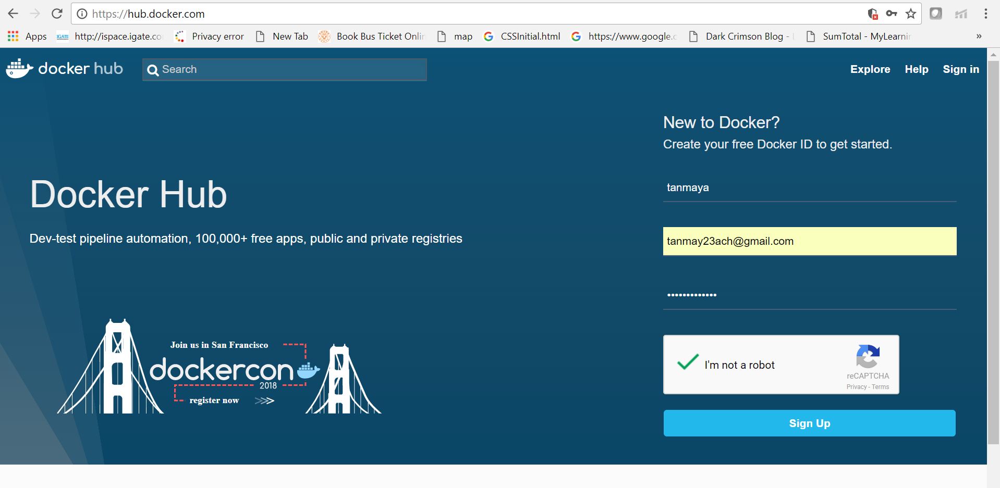 https://hub.docker.com
Apps
iGATE
http://ispace.igate.co
Privacy error
New Tab
Book Bus Ticket Onlin
map
CSSInitial.html
https://www.google.c
Dark Crimson Blog -
SumTotal - MyLearnin
»
docker hub
Search
Explore
Help
Sign in
New to Docker?
Create your free Docker ID to get started.
tanmaya
tanmay23ach@gmail.com
•••••••••••••
Docker Hub
Dev-test pipeline automation, 100,000+ free apps, public and private registries
Join us in San Francisco
dockercon
2018
register now
I'm not a robot
reCAPTCHA
Privacy - Terms
Sign Up